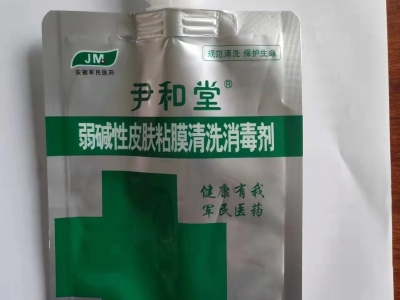 JM
安徽军民医药
规范清洗 保护生命
尹和堂®
弱碱性皮肤粘膜清洗消毒剂
健康有我
军民医药